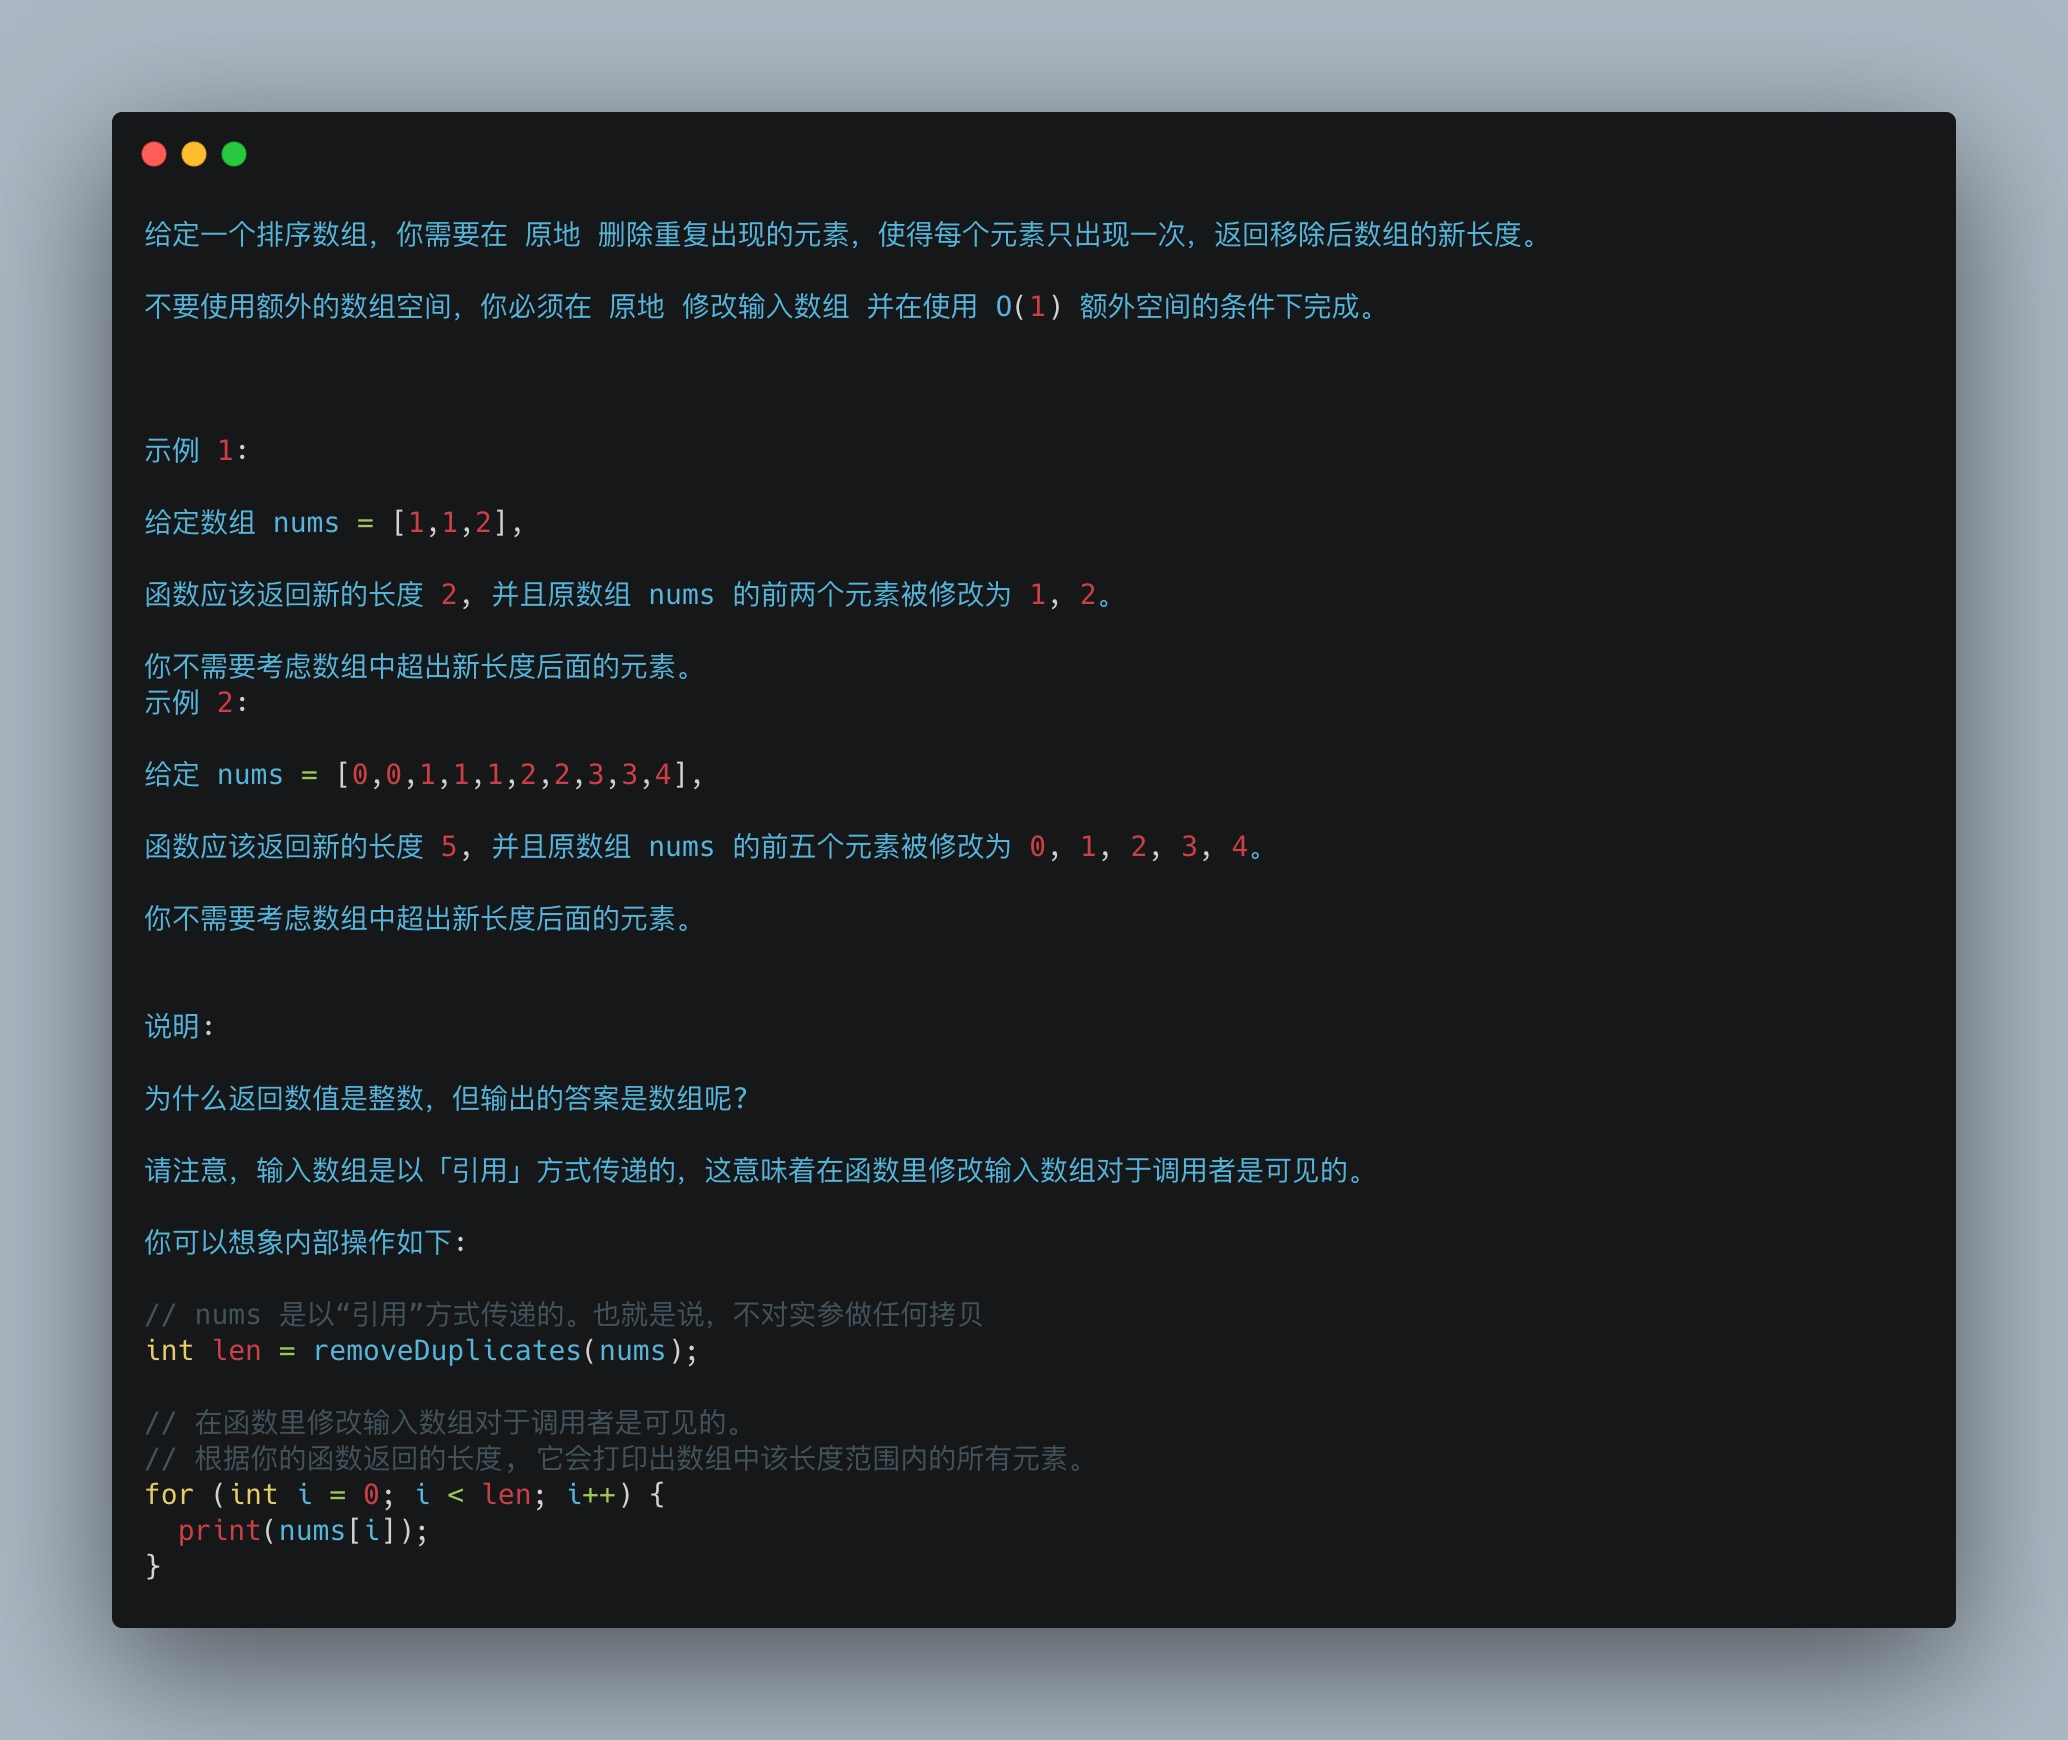 给定一个排序数组，你需要在 原地 删除重复出现的元素，使得每个元素只出现一次，返回移除后数组的新长度。
不要使用额外的数组空间，你必须在 原地 修改输入数组 并在使用 O(1) 额外空间的条件下完成。
示例 1:
给定数组 nums = [1,1,2],
函数应该返回新的长度 2, 并且原数组 nums 的前两个元素被修改为 1, 2。
你不需要考虑数组中超出新长度后面的元素。
示例 2:
给定 nums = [0,0,1,1,1,2,2,3,3,4],
函数应该返回新的长度 5, 并且原数组 nums 的前五个元素被修改为 0, 1, 2, 3, 4。
你不需要考虑数组中超出新长度后面的元素。
说明:
为什么返回数值是整数，但输出的答案是数组呢?
请注意，输入数组是以「引用」方式传递的，这意味着在函数里修改输入数组对于调用者是可见的。
你可以想象内部操作如下:
// nums 是以“引用”方式传递的。也就是说，不对实参做任何拷贝
int len = removeDuplicates(nums);
// 在函数里修改输入数组对于调用者是可见的。
// 根据你的函数返回的长度, 它会打印出数组中该长度范围内的所有元素。
for (int i = 0; i < len; i++) {
  print(nums[i]);
}